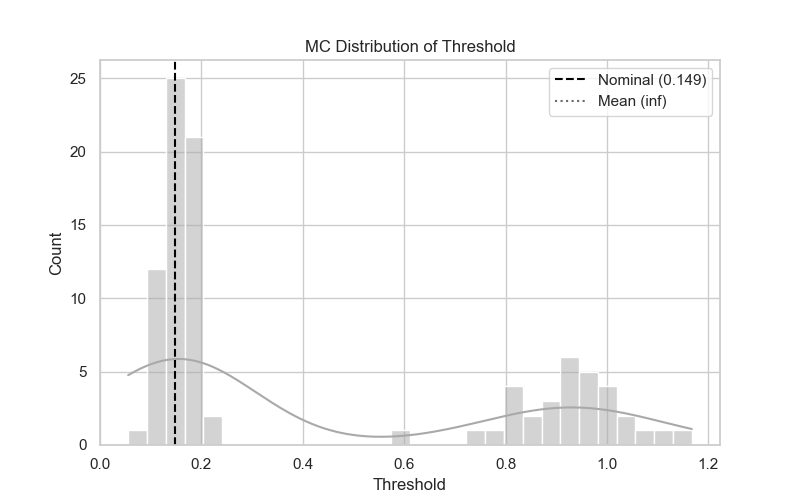 MC Distribution of Threshold
Nominal (0.149)
Mean (inf)
25
20
15
10
5
0
Count
0.0 0.2 0.4 0.6 0.8 1.0 1.2
Threshold